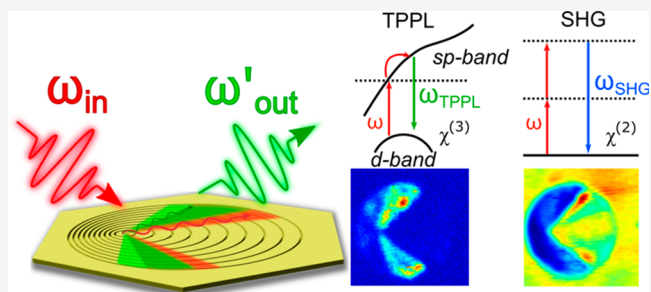 ω_in
ω'_out
TPPL
sp-band
ω_TPPL
ω
χ^(3)
d-band
SHG
ω_SHG
ω
χ^(2)